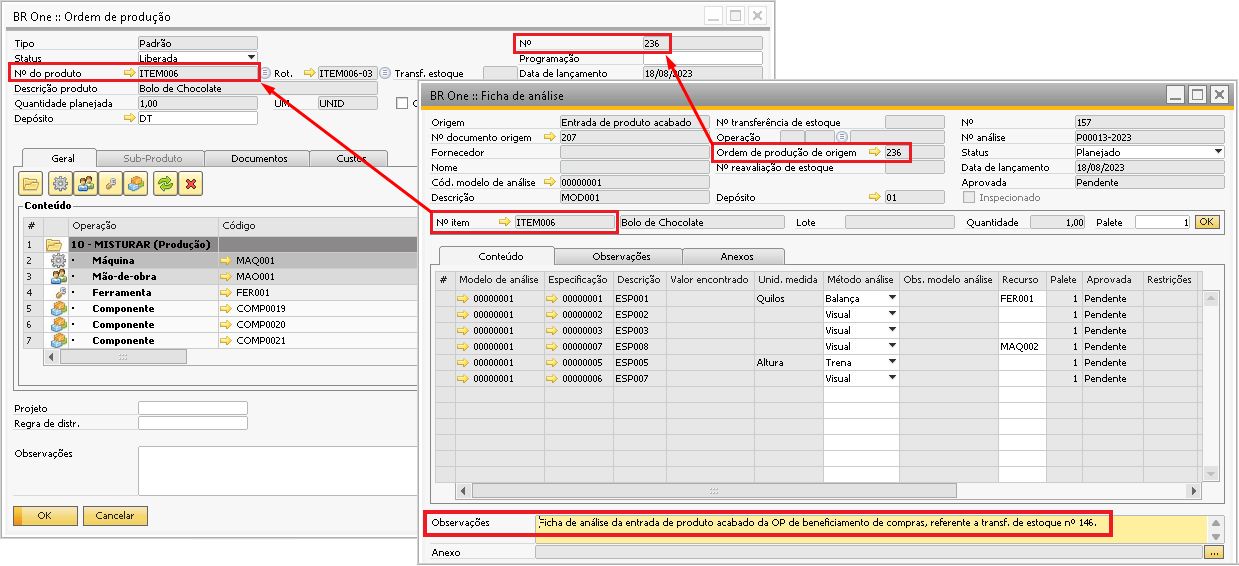 BR One :: Ordem de produção
Tipo Padrão Nº 236
Status Liberada Programação
Nº do produto ITEM006 Rot. ITEM006-03 Transf. estoque Data de lançamento 18/08/2023
Descrição produto Bolo de Chocolate
Quantidade planejada 1,00 UM UNID
Depósito DT
Geral Sub-Produto Documentos Custos
Conteúdo
# Operação Código
1 10 - MISTURAR (Produção)
2 Máquina MAQ001
3 Mão-de-obra MAO001
4 Ferramenta FER001
5 Componente COMP0019
6 Componente COMP0020
7 Componente COMP0021
Projeto
Regra de distr.
Observações
OK Cancelar
BR One :: Ficha de análise
Origem Entrada de produto acabado Nº transferência de estoque Nº 157
Nº documento origem 207 Operação Nº análise P00013-2023
Fornecedor Ordem de produção de origem 236 Status Planejado
Nome Nº reavaliação de estoque Data de lançamento 18/08/2023
Cód. modelo de análise 00000001 Aprovada Pendente
Descrição MOD001 Depósito 01 Inspecionado
Nº item ITEM006 Bolo de Chocolate Lote Quantidade 1,00 Palete 1 OK
Conteúdo Observações Anexos
# Modelo de análise Especificação Descrição Valor encontrado Unid. medida Método análise Obs. modelo análise Recurso Palete Aprovada Restrições
00000001 00000001 ESP001 Quilos Balança FER001 1 Pendente
00000001 00000002 ESP002 Visual 1 Pendente
00000001 00000003 ESP003 Visual 1 Pendente
00000001 00000007 ESP008 Visual MAQ002 1 Pendente
00000001 00000005 ESP005 Altura Trena 1 Pendente
00000001 00000006 ESP007 Visual 1 Pendente
Observações Ficha de análise da entrada de produto acabado da OP de beneficiamento de compras, referente a transf. de estoque nº 146.
Anexo ...